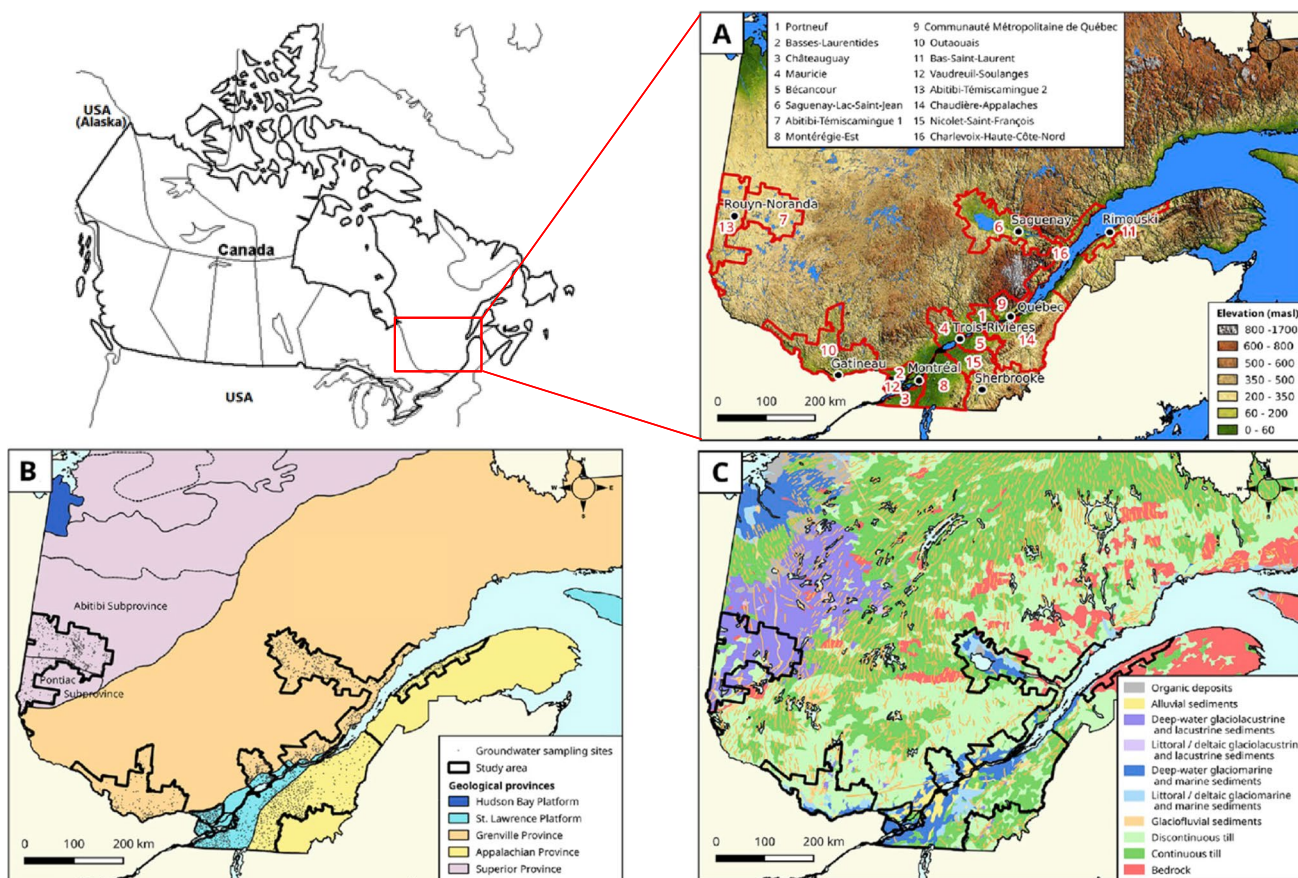 USA
(Alaska)
Canada
USA
A
1 Portneuf
2 Basses-Laurentides
3 Châteauguay
4 Mauricie
5 Bécancour
6 Saguenay-Lac-Saint-Jean
7 Abitibi-Témiscamingue 1
8 Montérégie-Est
9 Communauté Métropolitaine de Québec
10 Outaouais
11 Bas-Saint-Laurent
12 Vaudreuil-Soulanges
13 Abitibi-Témiscamingue 2
14 Chaudière-Appalaches
15 Nicolet-Saint-François
16 Charlevoix-Haute-Côte-Nord
N
W E
S
Rouyn-Noranda
7
13
Saguenay
6
Rimouski
11
16
9
Québec
1
4
Trois-Rivières
5
14
10
Gatineau
15
2
Montréal
12
8
Sherbrooke
3
0 100 200 km
Elevation (masl)
800 -1700
600 - 800
500 - 600
350 - 500
200 - 350
60 - 200
0 - 60
B
N
W E
S
Abitibi Subprovince
Pontiac
Subprovince
0 100 200 km
Groundwater sampling sites
Study area
Geological provinces
Hudson Bay Platform
St. Lawrence Platform
Grenville Province
Appalachian Province
Superior Province
C
N
W E
S
0 100 200 km
Organic deposits
Alluvial sediments
Deep-water glaciolacustrine
and lacustrine sediments
Littoral / deltaic glaciolacustrine
and lacustrine sediments
Deep-water glaciomarine
and marine sediments
Littoral / deltaic glaciomarine
and marine sediments
Glaciofluvial sediments
Discontinuous till
Continuous till
Bedrock